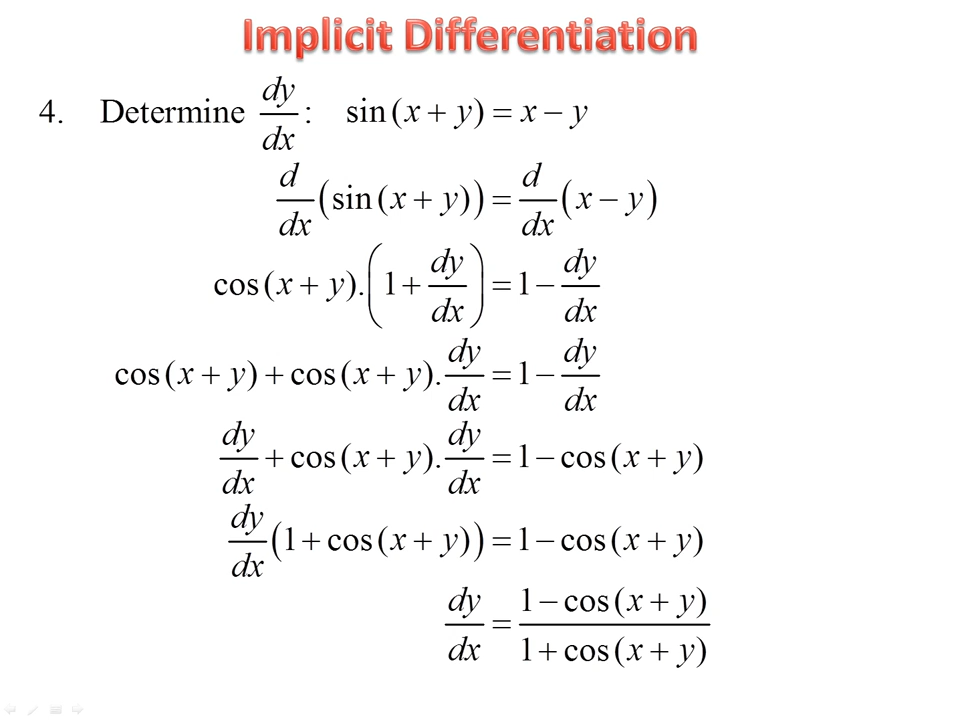 Implicit Differentiation
4. Determine dy/dx : sin(x + y) = x − y
d/dx (sin(x + y)) = d/dx (x − y)
cos(x + y).(1 + dy/dx) = 1 − dy/dx
cos(x + y) + cos(x + y).dy/dx = 1 − dy/dx
dy/dx + cos(x + y).dy/dx = 1 − cos(x + y)
dy/dx (1 + cos(x + y)) = 1 − cos(x + y)
dy/dx = (1 − cos(x + y))/(1 + cos(x + y))